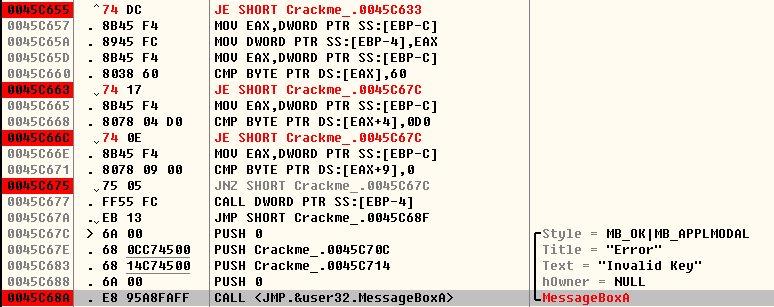 0045C655 ^74 DC JE SHORT Crackme_.0045C633
0045C657 . 8B45 F4 MOV EAX,DWORD PTR SS:[EBP-C]
0045C65A . 8945 FC MOV DWORD PTR SS:[EBP-4],EAX
0045C65D . 8B45 F4 MOV EAX,DWORD PTR SS:[EBP-C]
0045C660 . 8038 60 CMP BYTE PTR DS:[EAX],60
0045C663 ⌄74 17 JE SHORT Crackme_.0045C67C
0045C665 . 8B45 F4 MOV EAX,DWORD PTR SS:[EBP-C]
0045C668 . 8078 04 D0 CMP BYTE PTR DS:[EAX+4],0D0
0045C66C ⌄74 0E JE SHORT Crackme_.0045C67C
0045C66E . 8B45 F4 MOV EAX,DWORD PTR SS:[EBP-C]
0045C671 . 8078 09 00 CMP BYTE PTR DS:[EAX+9],0
0045C675 ⌄75 05 JNZ SHORT Crackme_.0045C67C
0045C677 . FF55 FC CALL DWORD PTR SS:[EBP-4]
0045C67A .⌄EB 13 JMP SHORT Crackme_.0045C68F
0045C67C > 6A 00 PUSH 0 Style = MB_OK|MB_APPLMODAL
0045C67E . 68 0CC74500 PUSH Crackme_.0045C70C Title = "Error"
0045C683 . 68 14C74500 PUSH Crackme_.0045C714 Text = "Invalid Key"
0045C688 . 6A 00 PUSH 0 hOwner = NULL
0045C68A . E8 95A8FAFF CALL <JMP.&user32.MessageBoxA> MessageBoxA